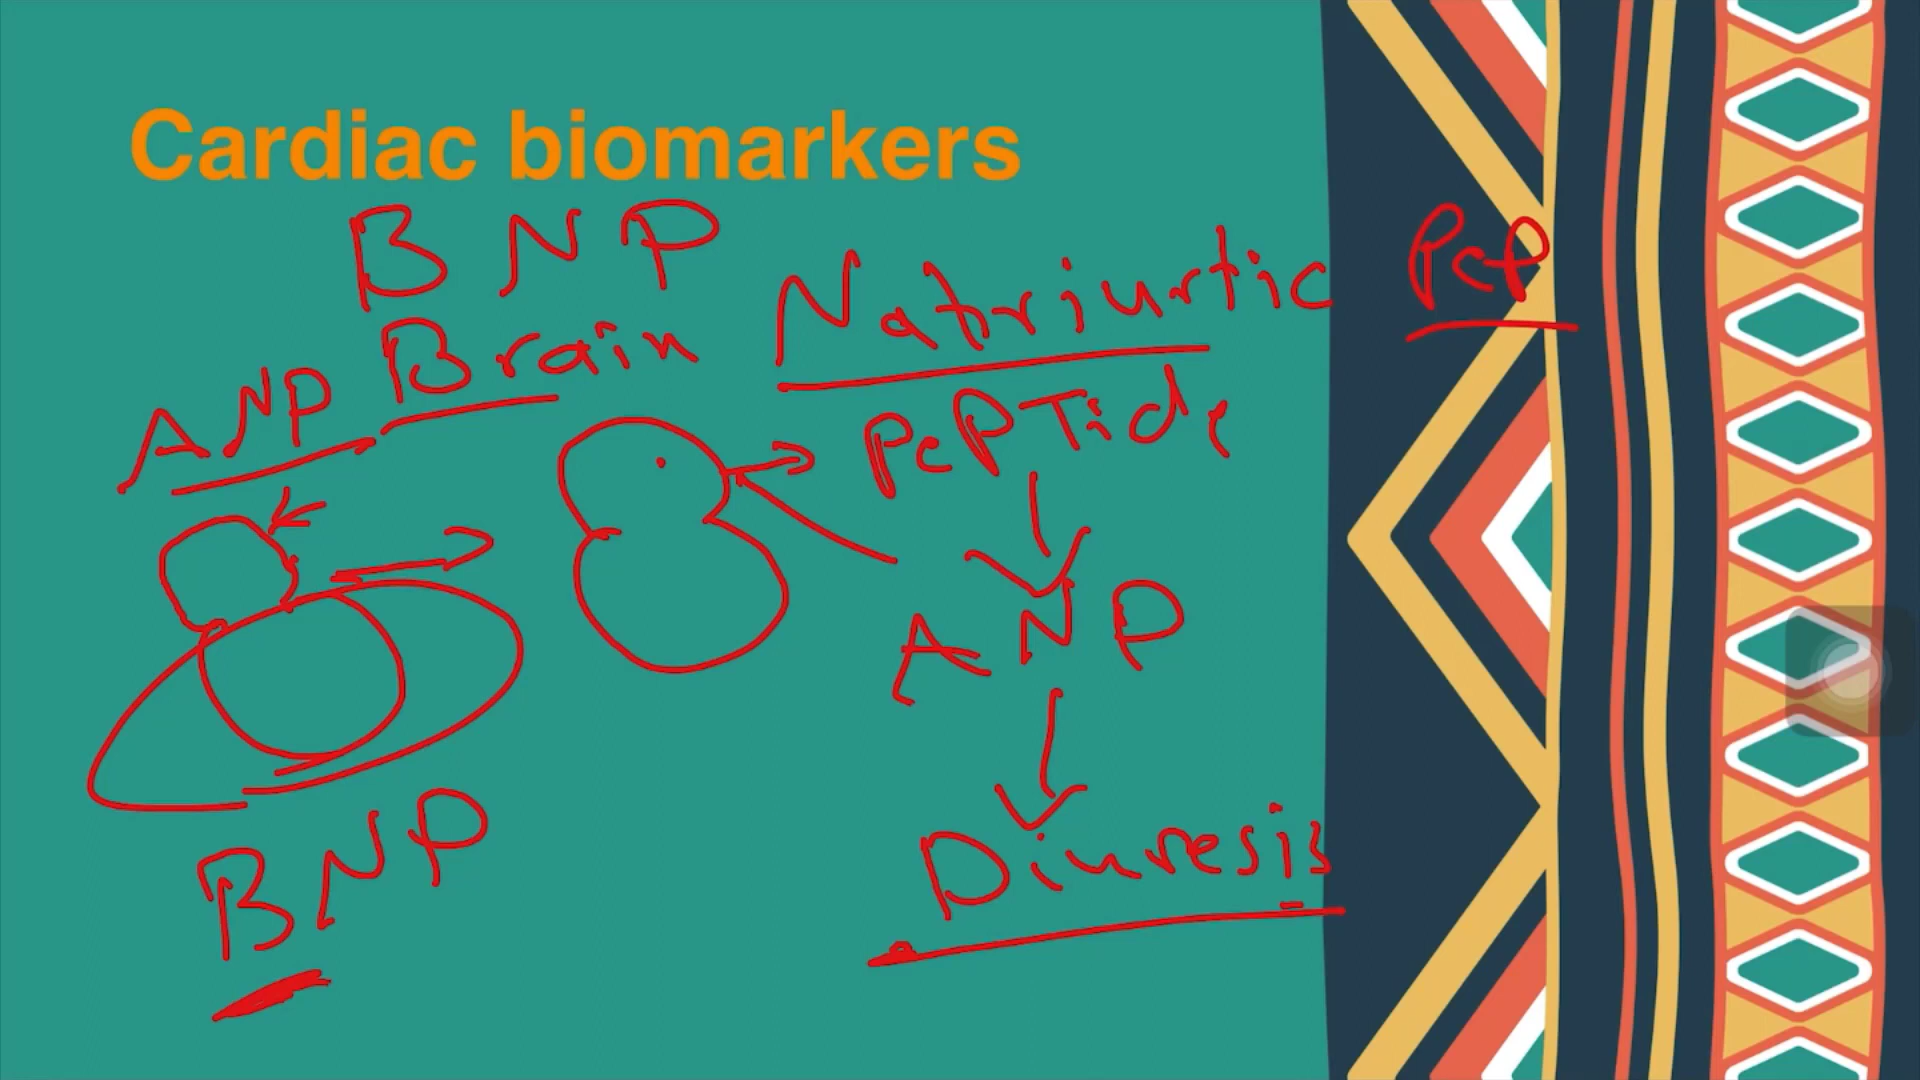 Cardiac biomarkers
BNP
Brain Natriurtic Pep
ANP
Peptide
ANP
BNP
Diuresis